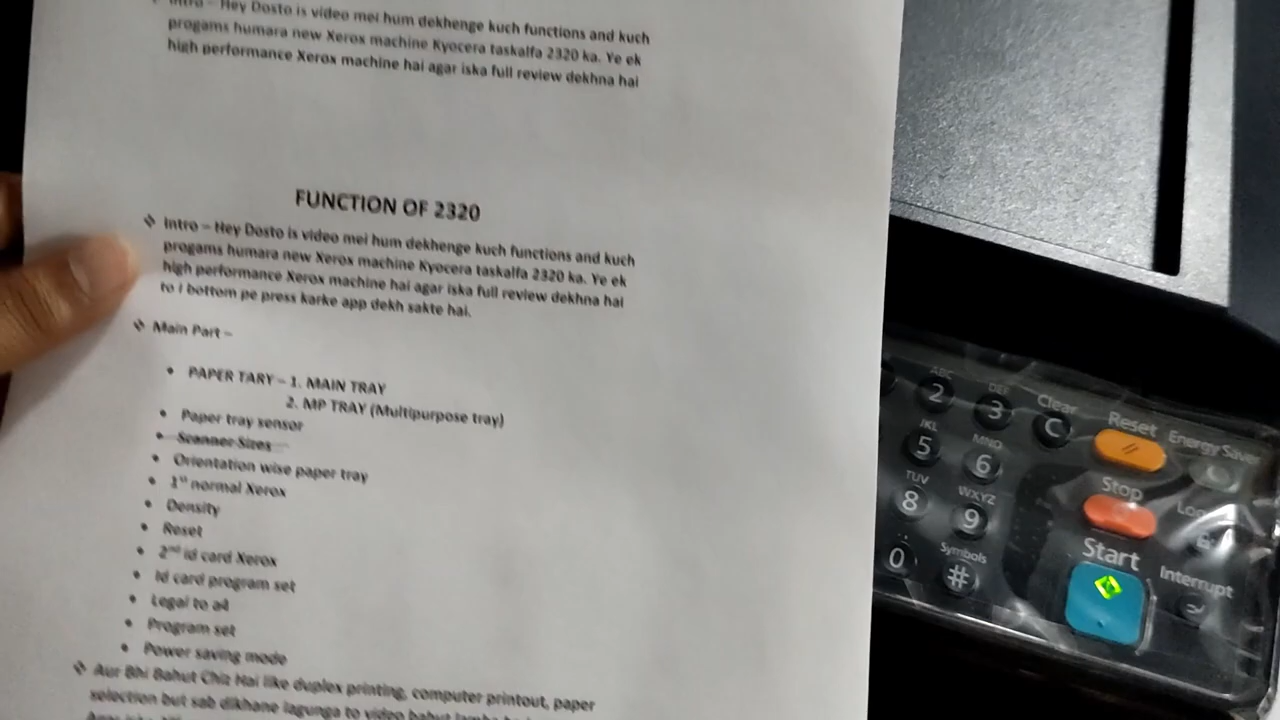 Intro – Hey Dosto is video mei hum dekhenge kuch functions and kuch
progams humara new Xerox machine Kyocera taskalfa 2320 ka. Ye ek
high performance Xerox machine hai agar iska full review dekhna hai
FUNCTION OF 2320
❖ Intro – Hey Dosto is video mei hum dekhenge kuch functions and kuch
progams humara new Xerox machine Kyocera taskalfa 2320 ka. Ye ek
high performance Xerox machine hai agar iska full review dekhna hai
to i bottom pe press karke app dekh sakte hai.
❖ Main Part –
• PAPER TARY – 1. MAIN TRAY
2. MP TRAY (Multipurpose tray)
• Paper tray sensor
• Scanner Sizes
• Orientation wise paper tray
• 1st normal Xerox
• Density
• Reset
• 2nd id card Xerox
• Id card program set
• Legal to a4
• Program set
• Power saving mode
❖ Aur Bhi Bahut Chiz Hai like duplex printing, computer printout, paper
selection but sab dikhane lagunga to video bahut lamba
ABC DEF Clear Reset Energy Saver
2 3 C
JKL MNO Stop
5 6
TUV WXYZ
8 9 Start
Symbols Interrupt
0 #